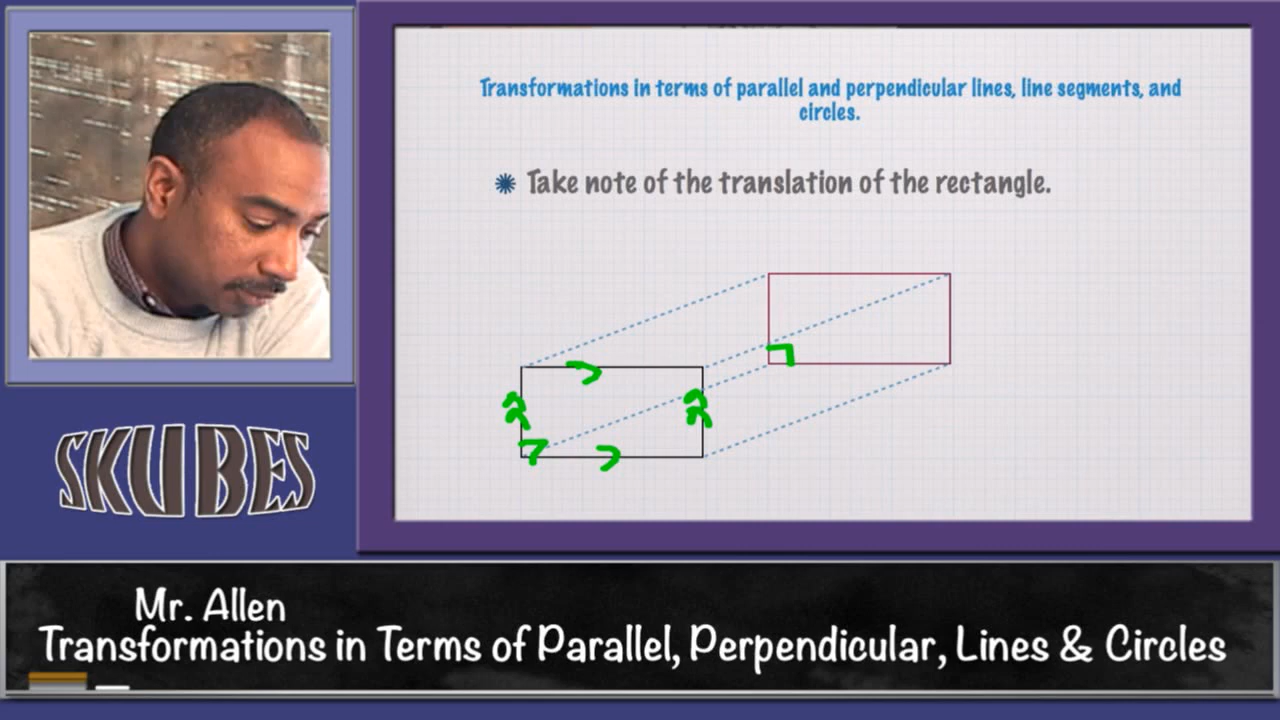 Transformations in terms of parallel and perpendicular lines, line segments, and
circles.
Take note of the translation of the rectangle.
SKUBES
Mr. Allen
Transformations in Terms of Parallel, Perpendicular, Lines & Circles